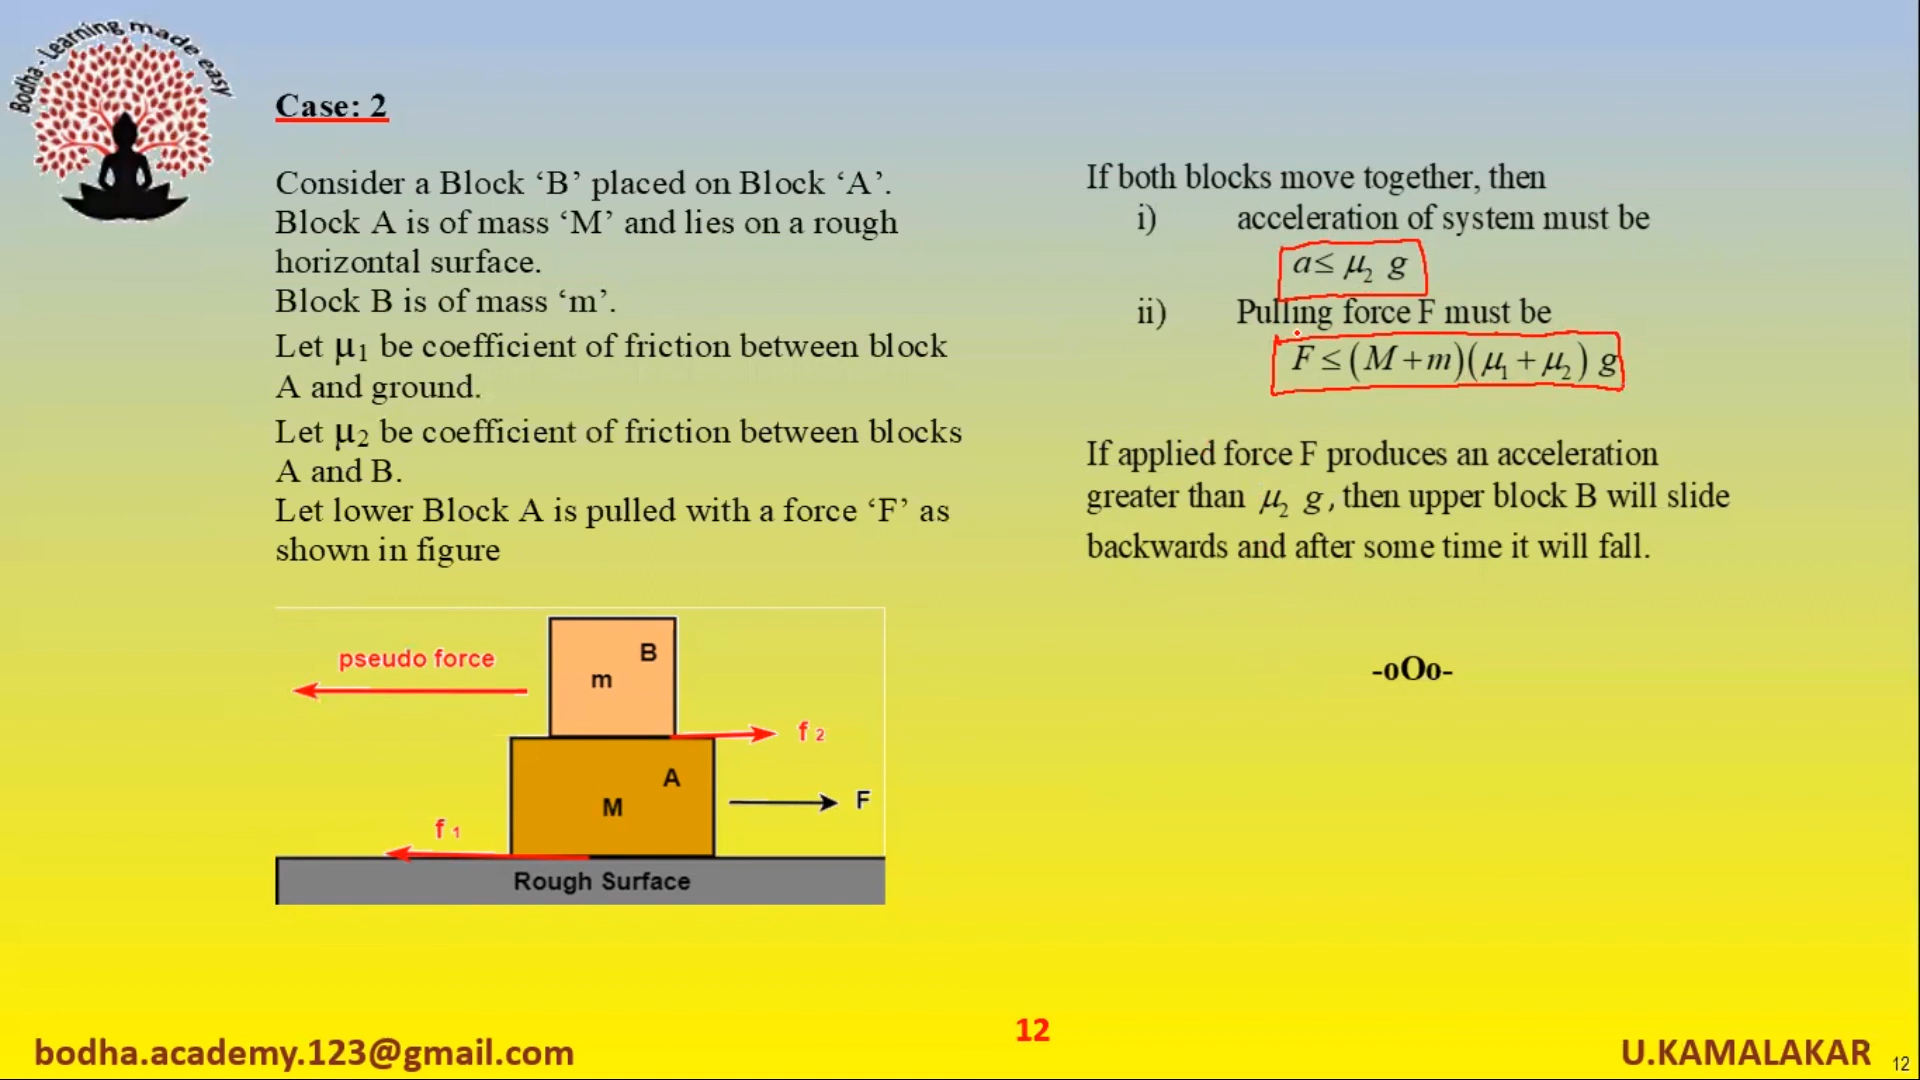 Bodha - Learning made easy
Case: 2
Consider a Block ‘B’ placed on Block ‘A’.
Block A is of mass ‘M’ and lies on a rough
horizontal surface.
Block B is of mass ‘m’.
Let μ₁ be coefficient of friction between block
A and ground.
Let μ₂ be coefficient of friction between blocks
A and B.
Let lower Block A is pulled with a force ‘F’ as
shown in figure
pseudo force
B
m
f 2
A
M
F
f 1
Rough Surface
If both blocks move together, then
i) acceleration of system must be
a≤ μ₂ g
ii) Pulling force F must be
F ≤ (M+m)(μ₁ + μ₂) g
If applied force F produces an acceleration
greater than μ₂ g, then upper block B will slide
backwards and after some time it will fall.
-oOo-
12
bodha.academy.123@gmail.com
U.KAMALAKAR
12